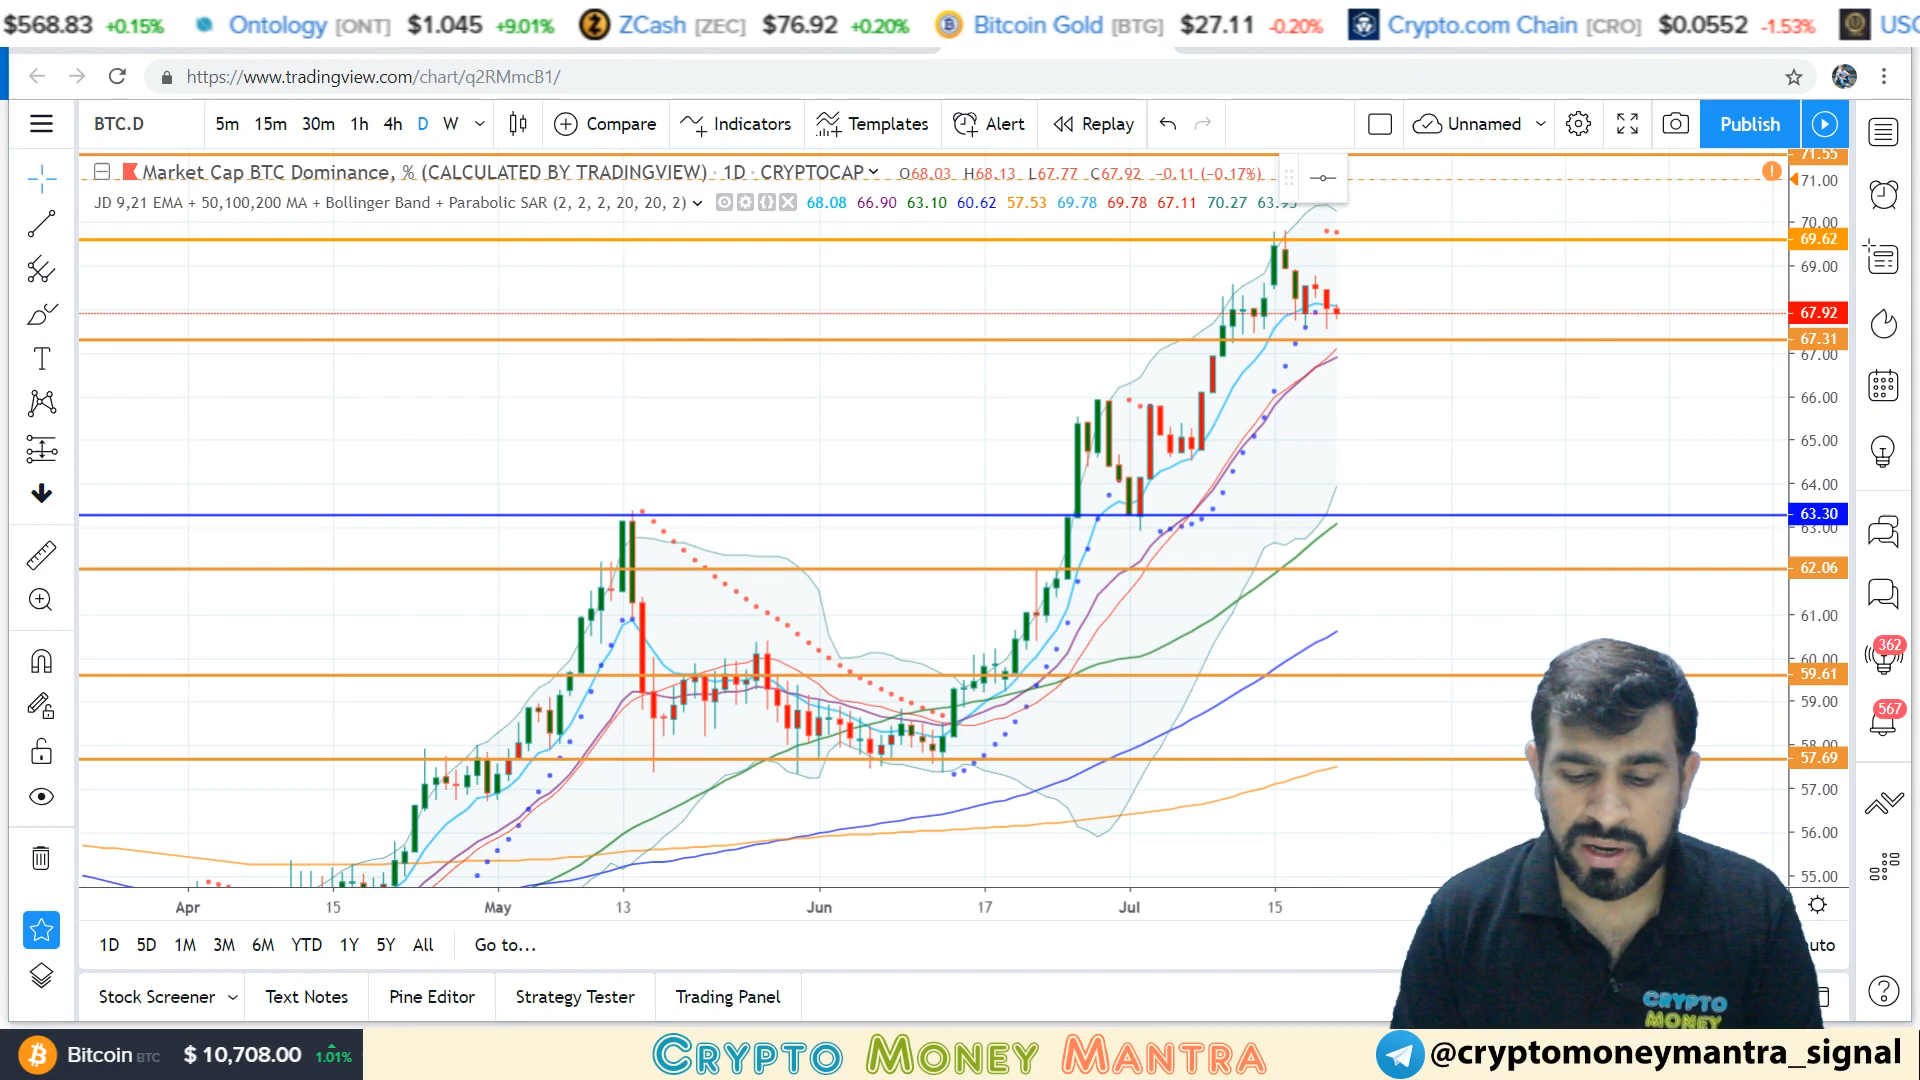 $568.83 +0.15% Ontology [ONT] $1.045 +9.01% ZCash [ZEC] $76.92 +0.20% Bitcoin Gold [BTG] $27.11 -0.20% Crypto.com Chain [CRO] $0.0552 -1.53% USC
https://www.tradingview.com/chart/q2RMmcB1/
BTC.D 5m 15m 30m 1h 4h D W Compare Indicators Templates Alert Replay Unnamed Publish
Market Cap BTC Dominance, % (CALCULATED BY TRADINGVIEW) · 1D · CRYPTOCAP O68.03 H68.13 L67.77 C67.92 −0.11 (−0.17%)
JD 9,21 EMA + 50,100,200 MA + Bollinger Band + Parabolic SAR (2, 2, 2, 20, 20, 2) 68.08 66.90 63.10 60.62 57.53 69.78 69.78 67.11 70.27 63.95
71.55
71.00
70.00
69.62
69.00
67.92
67.31
67.00
66.00
65.00
64.00
63.30
63.00
62.06
61.00
60.00
59.61
59.00
58.00
57.69
57.00
56.00
55.00
362
567
Apr 15 May 13 Jun 17 Jul 15
1D 5D 1M 3M 6M YTD 1Y 5Y All Go to...
uto
Stock Screener Text Notes Pine Editor Strategy Tester Trading Panel
CRYPTO
MONEY
Bitcoin BTC $ 10,708.00 1.01%
CRYPTO MONEY MANTRA
@cryptomoneymantra_signal